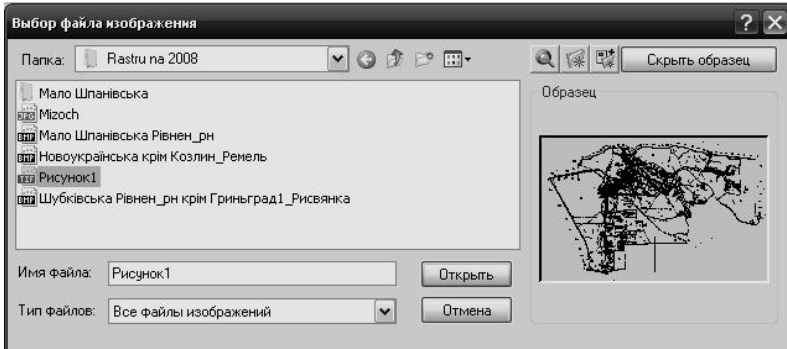 Выбор файла изображения
Папка: Rastru na 2008
Скрыть образец
Мало Шпанівська
Mizoch
Мало Шпанівська Рівнен_рн
Новоукраїнська крім Козлин_Ремель
Рисунок1
Шубківська Рівнен_рн крім Гриньград1_Рисвянка
Образец
Имя файла: Рисунок1
Открыть
Тип файлов: Все файлы изображений
Отмена